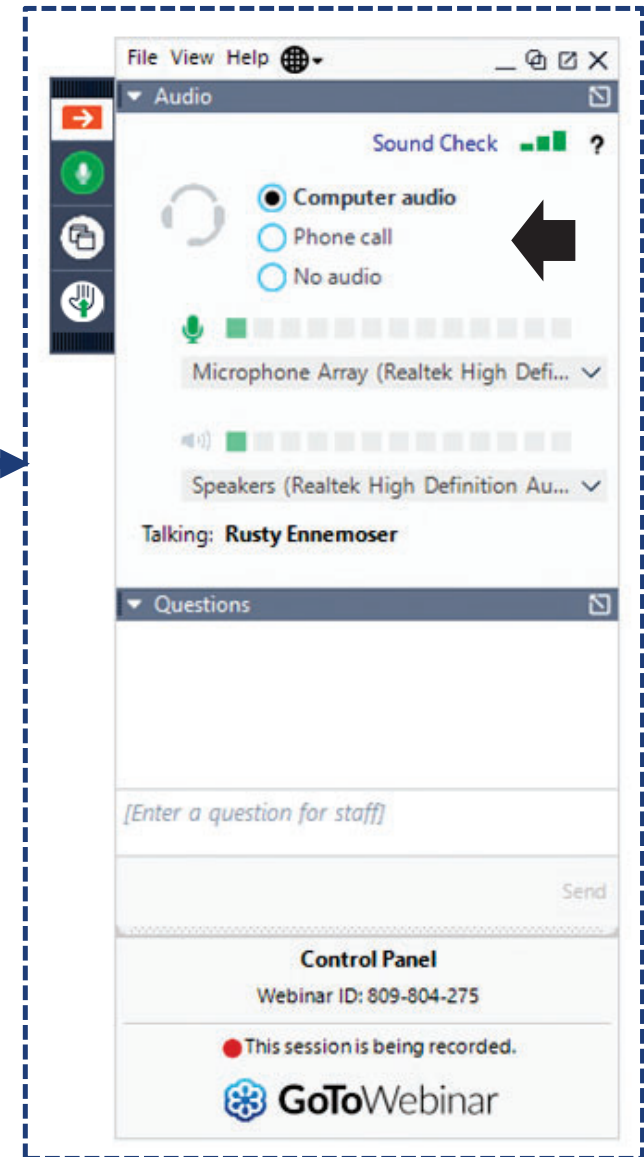 File View Help
Audio
Sound Check ?
Computer audio
Phone call
No audio
Microphone Array (Realtek High Defi...
Speakers (Realtek High Definition Au...
Talking: Rusty Ennemoser
Questions
[Enter a question for staff]
Send
Control Panel
Webinar ID: 809-804-275
This session is being recorded.
GoToWebinar